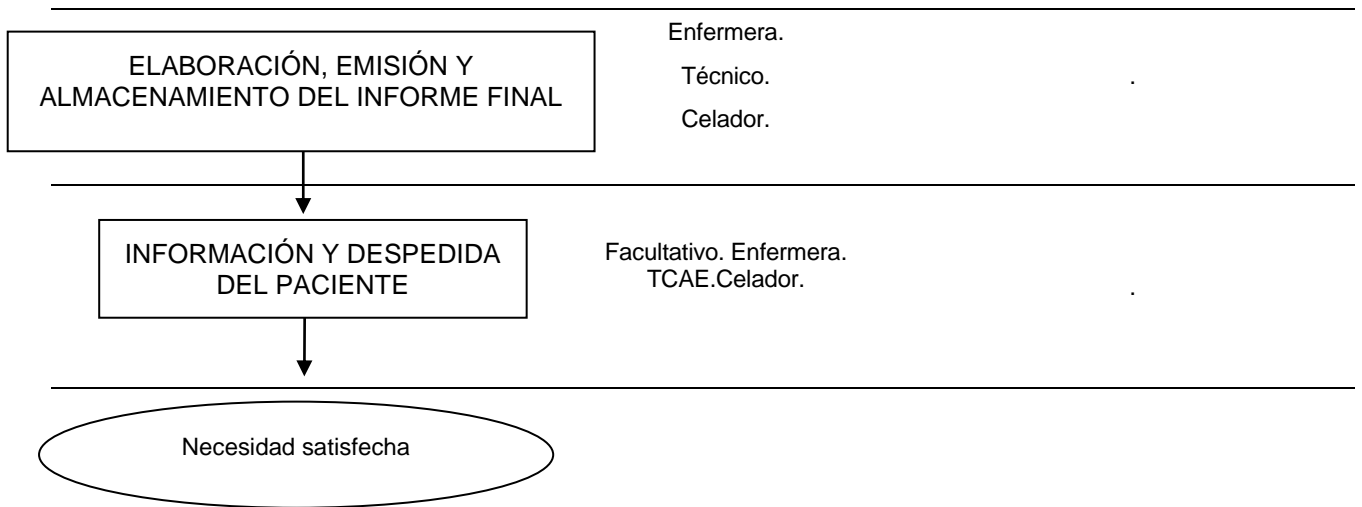 Enfermera.
ELABORACIÓN, EMISIÓN Y
ALMACENAMIENTO DEL INFORME FINAL
Técnico.
.
Celador.
INFORMACIÓN Y DESPEDIDA
DEL PACIENTE
Facultativo. Enfermera.
TCAE.Celador.
.
Necesidad satisfecha